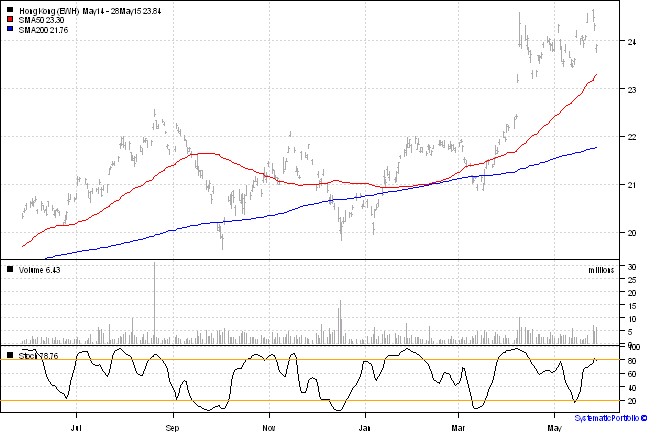 Hong Kong (EWH) May14 - 28May15 23.84
SMA50 23.30
SMA200 21.76
24
23
22
21
20
Volume 6.43
millions
30
25
20
15
10
5
0
Stock 78.76
100
80
60
40
20
Jul
Sep
Nov
Jan
Mar
May
SystematicPortfolio ©